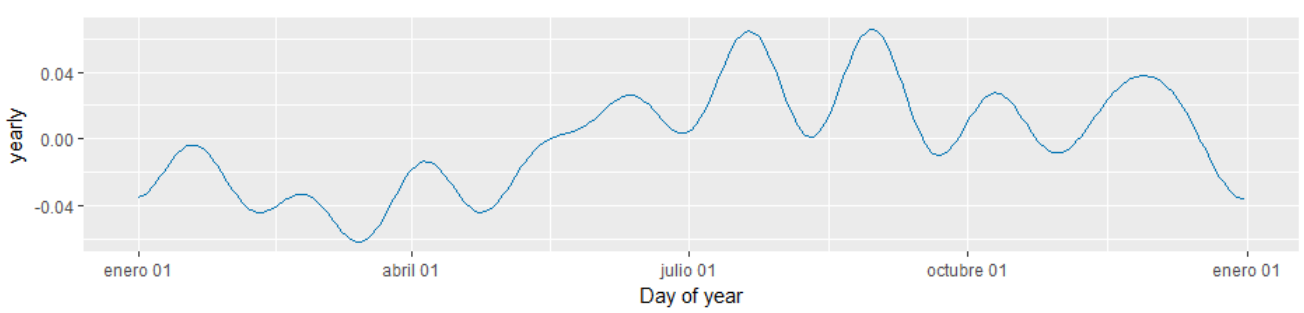 yearly
0.04
0.00
-0.04
enero 01 abril 01 julio 01 octubre 01 enero 01
Day of year